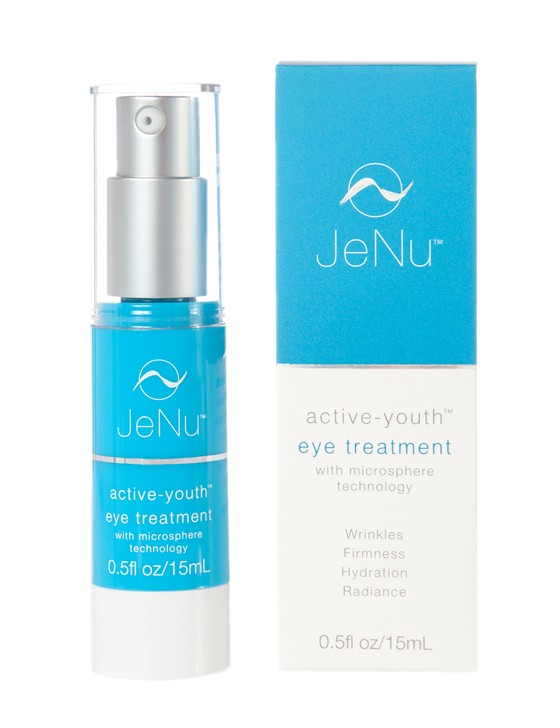 JeNu™
active-youth™
eye treatment
with microsphere
technology
0.5fl oz/15mL
JeNu™
active-youth™
eye treatment
with microsphere
technology
Wrinkles
Firmness
Hydration
Radiance
0.5fl oz/15mL